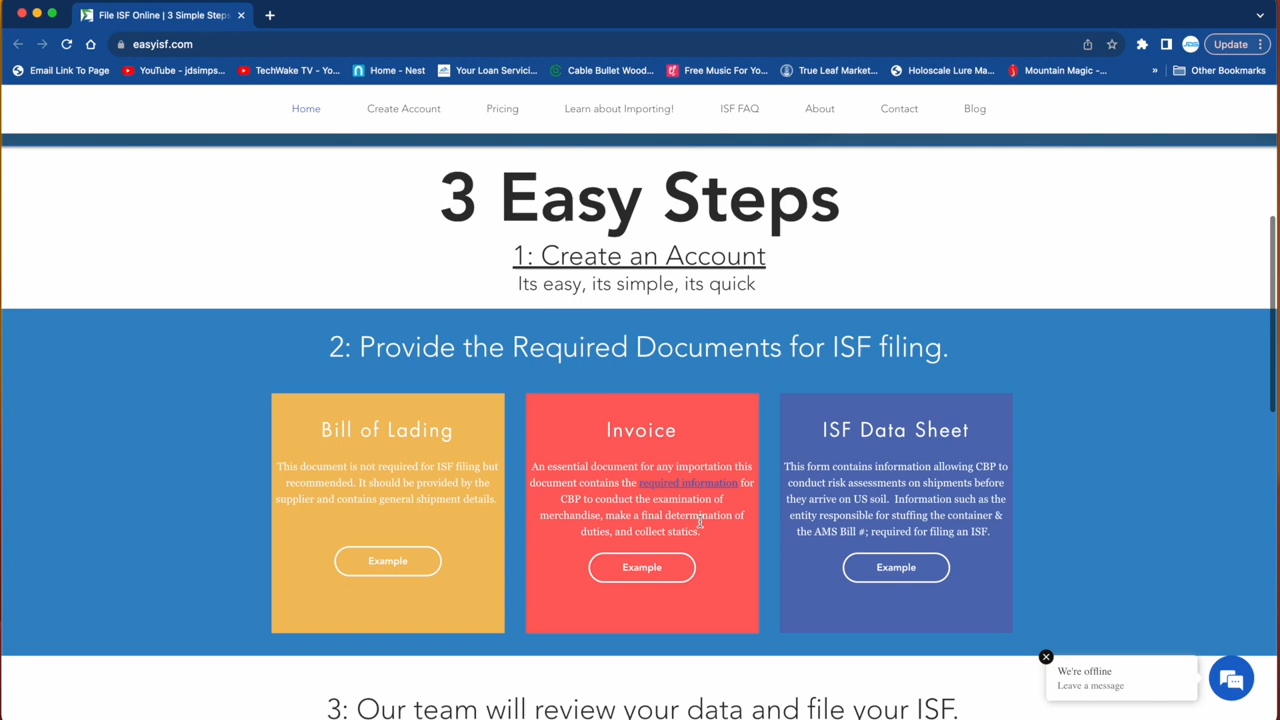 File ISF Online | 3 Simple Steps
easyisf.com
Update
Email Link To Page
YouTube - jdsimps...
TechWake TV - Yo...
Home - Nest
Your Loan Servici...
Cable Bullet Wood...
Free Music For Yo...
True Leaf Market...
Holoscale Lure Ma...
Mountain Magic -...
»
Other Bookmarks
Home
Create Account
Pricing
Learn about Importing!
ISF FAQ
About
Contact
Blog
3 Easy Steps
1: Create an Account
Its easy, its simple, its quick
2: Provide the Required Documents for ISF filing.
Bill of Lading
This document is not required for ISF filing but
recommended. It should be provided by the
supplier and contains general shipment details.
Example
Invoice
An essential document for any importation this
document contains the required information for
CBP to conduct the examination of
merchandise, make a final determination of
duties, and collect statics.
Example
ISF Data Sheet
This form contains information allowing CBP to
conduct risk assessments on shipments before
they arrive on US soil. Information such as the
entity responsible for stuffing the container &
the AMS Bill #; required for filing an ISF.
Example
We're offline
Leave a message
3: Our team will review your data and file your ISF.